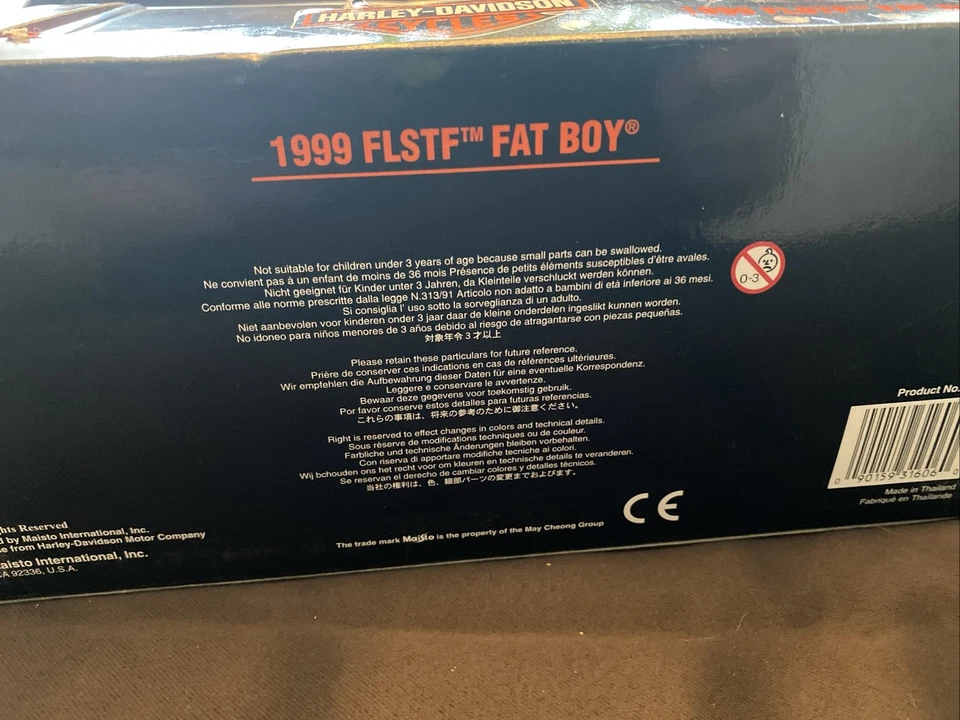 HARLEY-DAVIDSON
CYCLES
1999 FLSTF™ FAT BOY®
Not suitable for children under 3 years of age because small parts can be swallowed.
Ne convient pas à un enfant de moins de 36 mois Présence de petits éléments susceptibles d'être avales.
Nicht geeignet für Kinder unter 3 Jahren, da Kleinteile verschluckt werden können.
Conforme alle norme prescritte dalla legge N.313/91 Articolo non adatto a bambini di età inferiore ai 36 mesi.
Si consiglia l' uso sotto la sorveglianza di un adulto.
Niet aanbevolen voor kinderen onder 3 jaar daar de kleine onderdelen ingeslikt kunnen worden.
No idoneo para niños menores de 3 años debido al riesgo de atragantarse con piezas pequeñas.
対象年令3才以上
0-3
Please retain these particulars for future reference.
Prière de conserver ces indications en cas de références ultérieures.
Wir empfehlen die Aufbewahrung dieser Daten für eine eventuelle Korrespondenz.
Leggere e conservare le avvertenze.
Bewaar deze gegevens voor toekomstig gebruik.
Por favor conserve estos detalles para futuras referencias.
これらの事項は、将来の参考のために御注意ください。
Right is reserved to effect changes in colors and technical details.
Sous réserve de modifications techniques ou de couleur.
Farbliche und technische Änderungen bleiben vorbehalten.
Con riserva di apportare modifiche tecniche ai colori.
Wij bchouden ons het recht voor om kleuren en technische details te veranderen.
Se reservan el derecho de cambiar colores y detalles técnicos.
当社の権利は、色、細部パーツの変更までおよびます。
CE
The trade mark Maisto is the property of the May Cheong Group
Reserved
by Maisto International, Inc.
from Harley-Davidson Motor Company
Maisto International, Inc.
92336, U.S.A.
Product No.
0 90159 31606 0
Made in Thailand
Fabriqué en Thaïlande